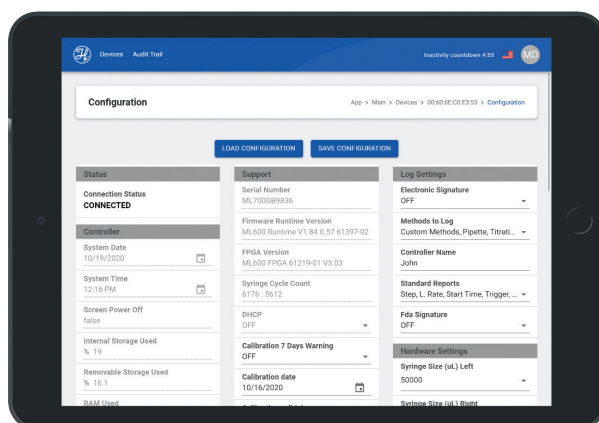 Devices Audit Trail
Inactivity countdown 4:53
MD
Configuration
App > Main > Devices > 00:60:6E:C0:E3:53 > Configuration
LOAD CONFIGURATION
SAVE CONFIGURATION
Status
Connection Status
CONNECTED
Controller
System Date
10/19/2020
System Time
12:16 PM
Screen Power Off
false
Internal Storage Used
% 19
Removable Storage Used
% 16.1
RAM Used
Support
Serial Number
ML700GB9836
Firmware Runtime Version
ML600 Runtime V1.84.0.57 61397-02
FPGA Version
ML600 FPGA 61219-01 V3.03
Syringe Cycle Count
6176 : 5612
DHCP
OFF
Calibration 7 Days Warning
OFF
Calibration date
10/16/2020
Log Settings
Electronic Signature
OFF
Methods to Log
Custom Methods, Pipette, Titrati...
Controller Name
John
Standard Reports
Step, L. Rate, Start Time, Trigger, ...
Fda Signature
OFF
Hardware Settings
Syringe Size (uL) Left
50000
Syringe Size (uL) Right